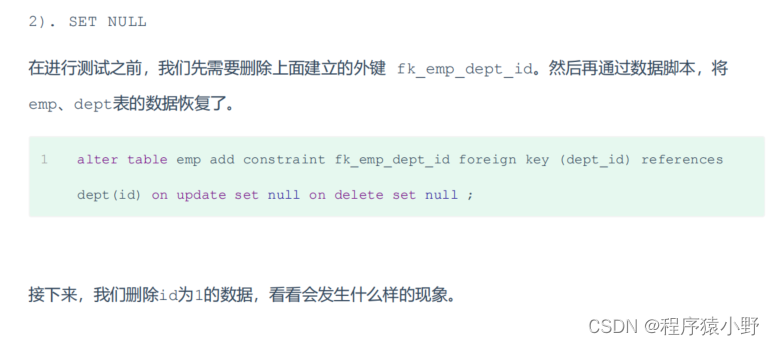 2). SET NULL
在进行测试之前，我们先需要删除上面建立的外键 fk_emp_dept_id。然后再通过数据脚本，将
emp、dept表的数据恢复了。
1 alter table emp add constraint fk_emp_dept_id foreign key (dept_id) references
dept(id) on update set null on delete set null ;
接下来，我们删除id为1的数据，看看会发生什么样的现象。
CSDN @程序猿小野